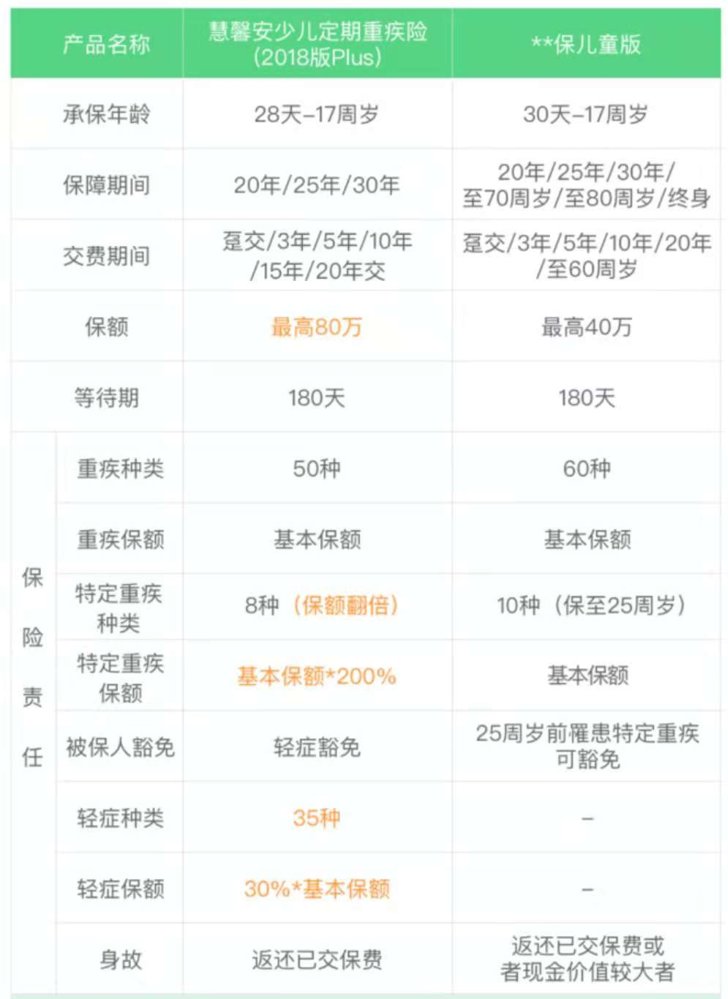 产品名称
慧馨安少儿定期重疾险
（2018版Plus）
**保儿童版
承保年龄
28天-17周岁
30天-17周岁
保障期间
20年/25年/30年
20年/25年/30年/
至70周岁/至80周岁/终身
交费期间
趸交/3年/5年/10年
/15年/20年交
趸交/3年/5年/10年/20年
/至60周岁
保额
最高80万
最高40万
等待期
180天
180天
保险责任
重疾种类
50种
60种
重疾保额
基本保额
基本保额
特定重疾
种类
8种（保额翻倍）
10种（保至25周岁）
特定重疾
保额
基本保额*200%
基本保额
被保人豁免
轻症豁免
25周岁前罹患特定重疾
可豁免
轻症种类
35种
-
轻症保额
30%*基本保额
-
身故
返还已交保费
返还已交保费或
者现金价值较大者